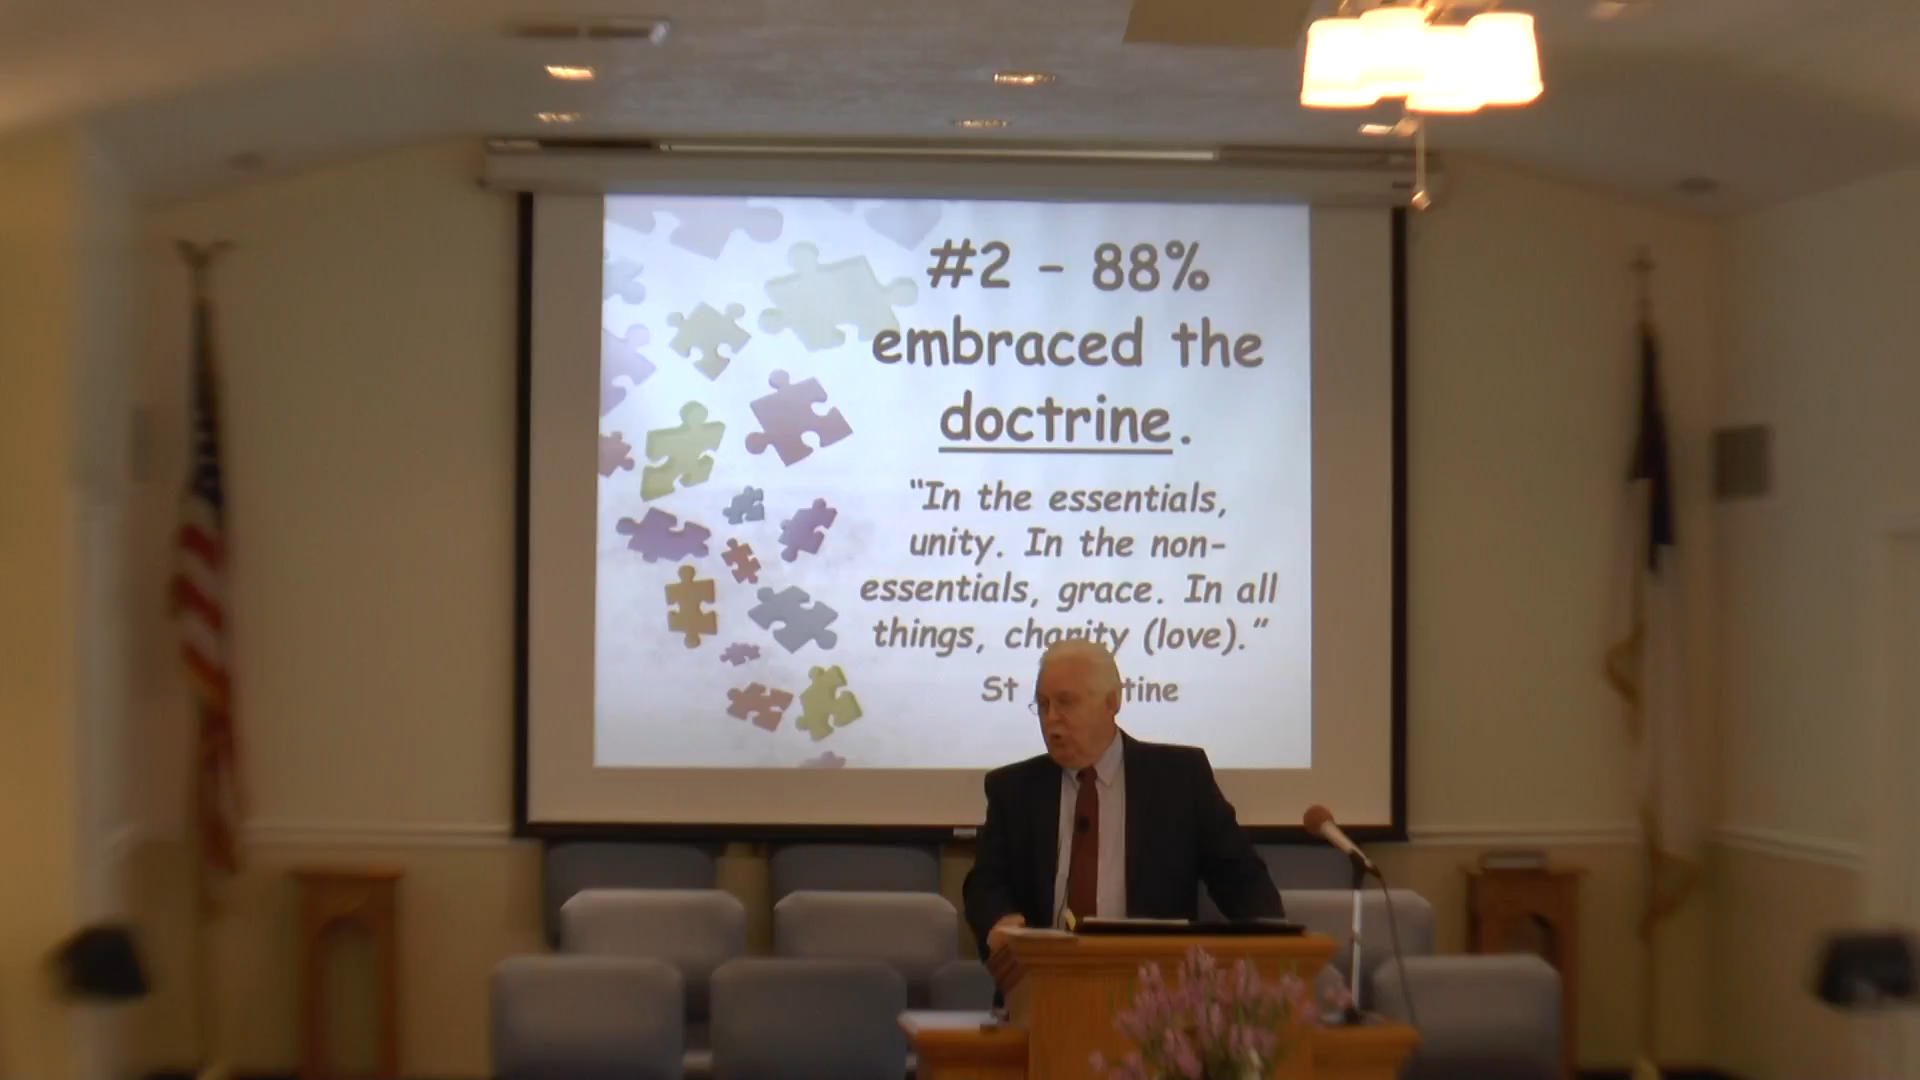 #2 - 88%
embraced the
doctrine.
"In the essentials,
unity. In the non-
essentials, grace. In all
things, charity (love)."
St